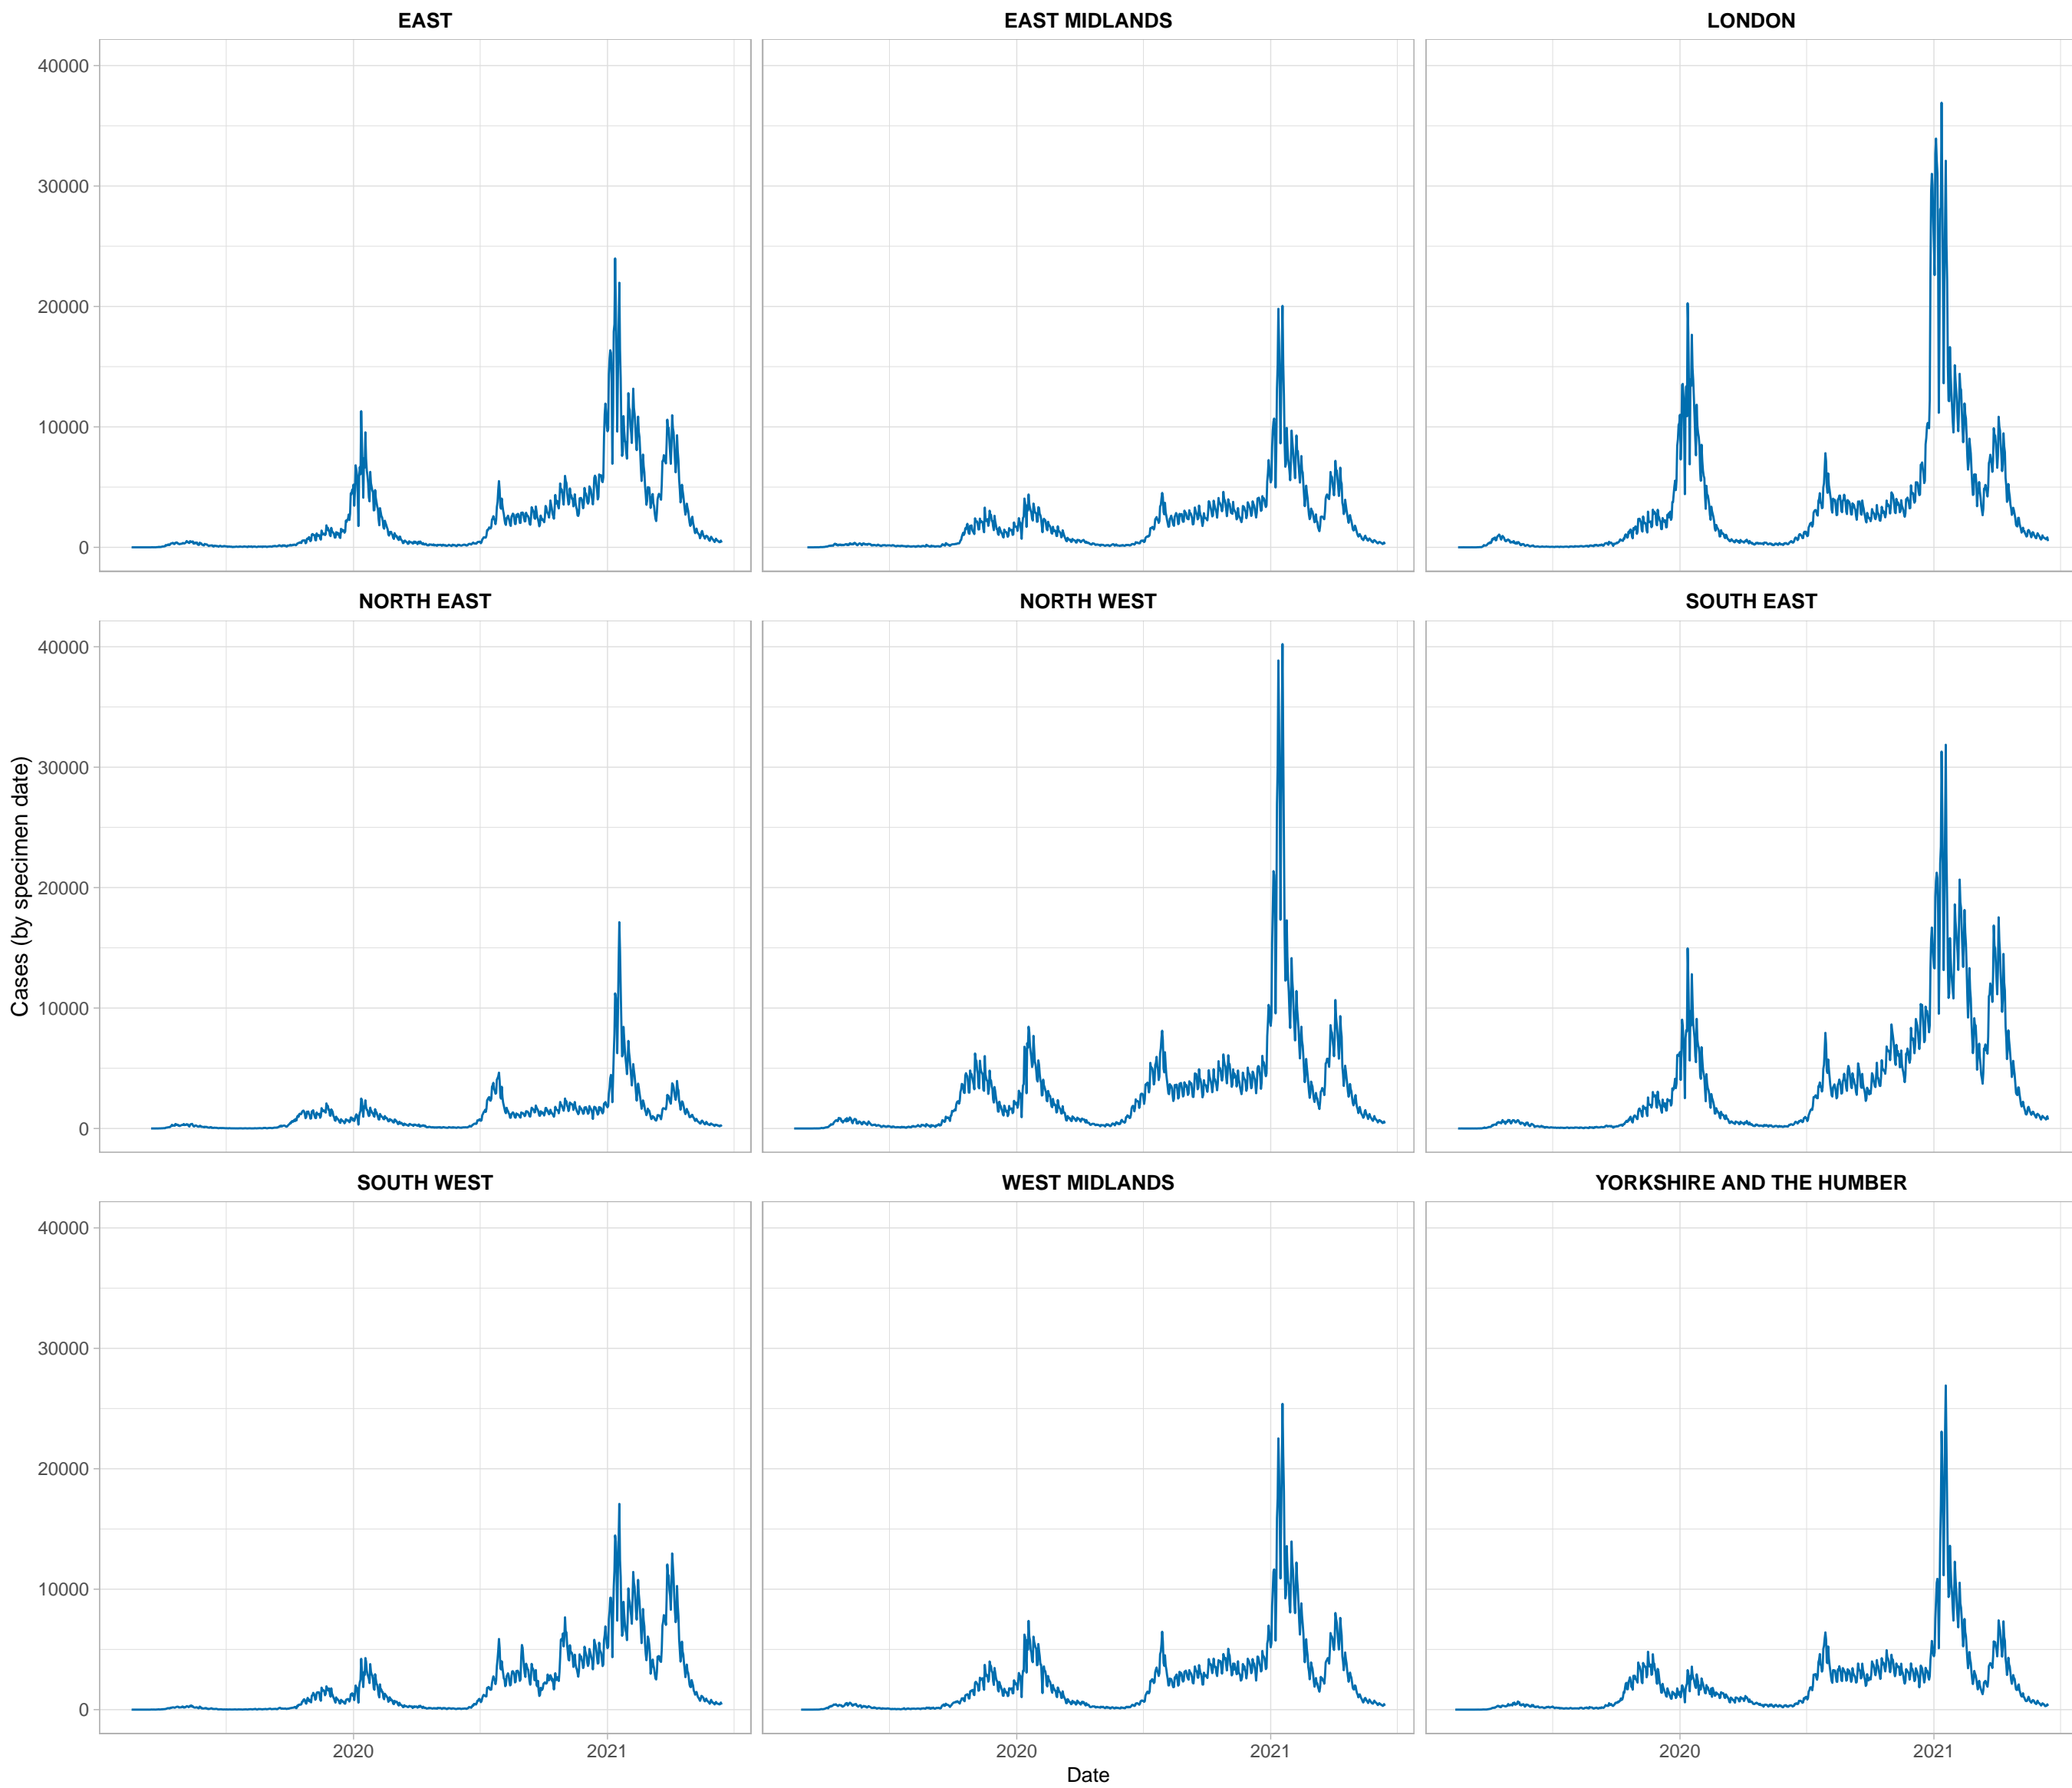 EAST
EAST MIDLANDS
LONDON
40000
30000
20000
10000
0
NORTH EAST
NORTH WEST
SOUTH EAST
Cases (by specimen date)
40000
30000
20000
10000
0
SOUTH WEST
WEST MIDLANDS
YORKSHIRE AND THE HUMBER
40000
30000
20000
10000
0
2020
2021
2020
2021
2020
2021
Date